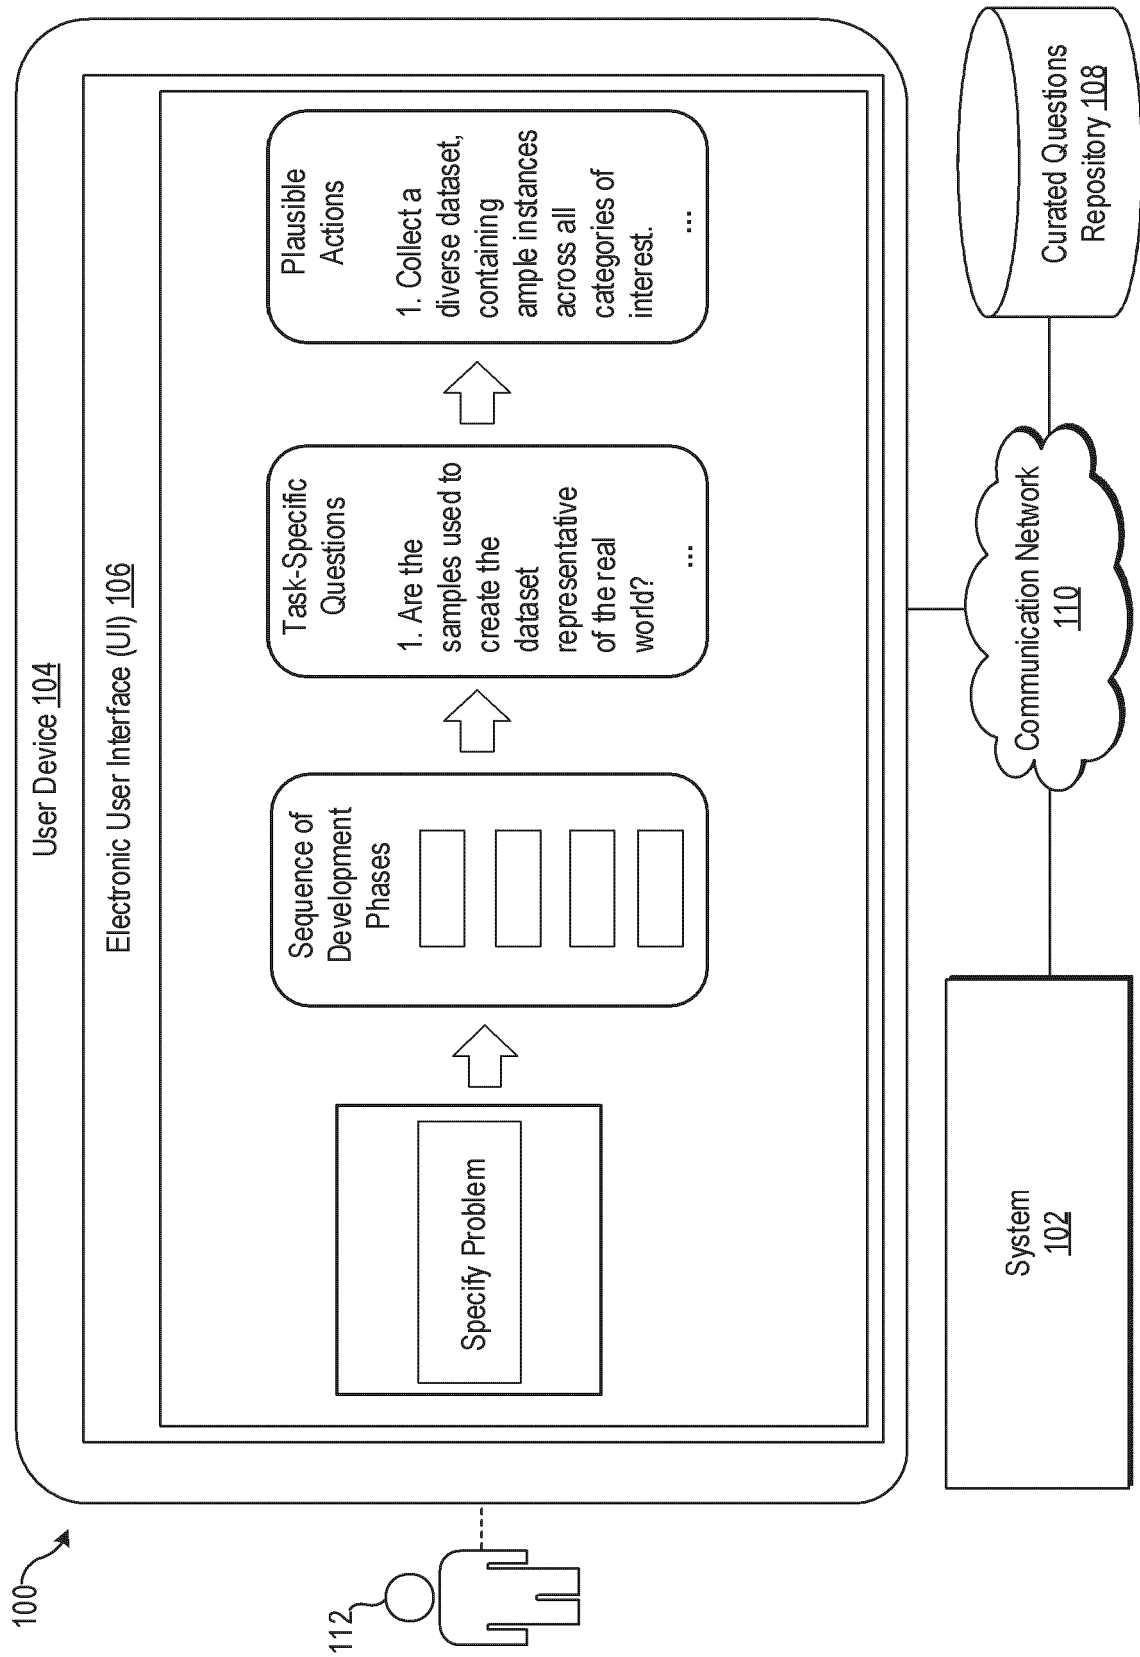 100
User Device 104
Electronic User Interface (UI) 106
112
Specify Problem
Sequence of
Development
Phases
Task-Specific
Questions
1. Are the
samples used to
create the
dataset
representative
of the real
world?
...
Plausible
Actions
1. Collect a
diverse dataset,
containing
ample instances
across all
categories of
interest.
...
System
102
Communication Network
110
Curated Questions
Repository 108